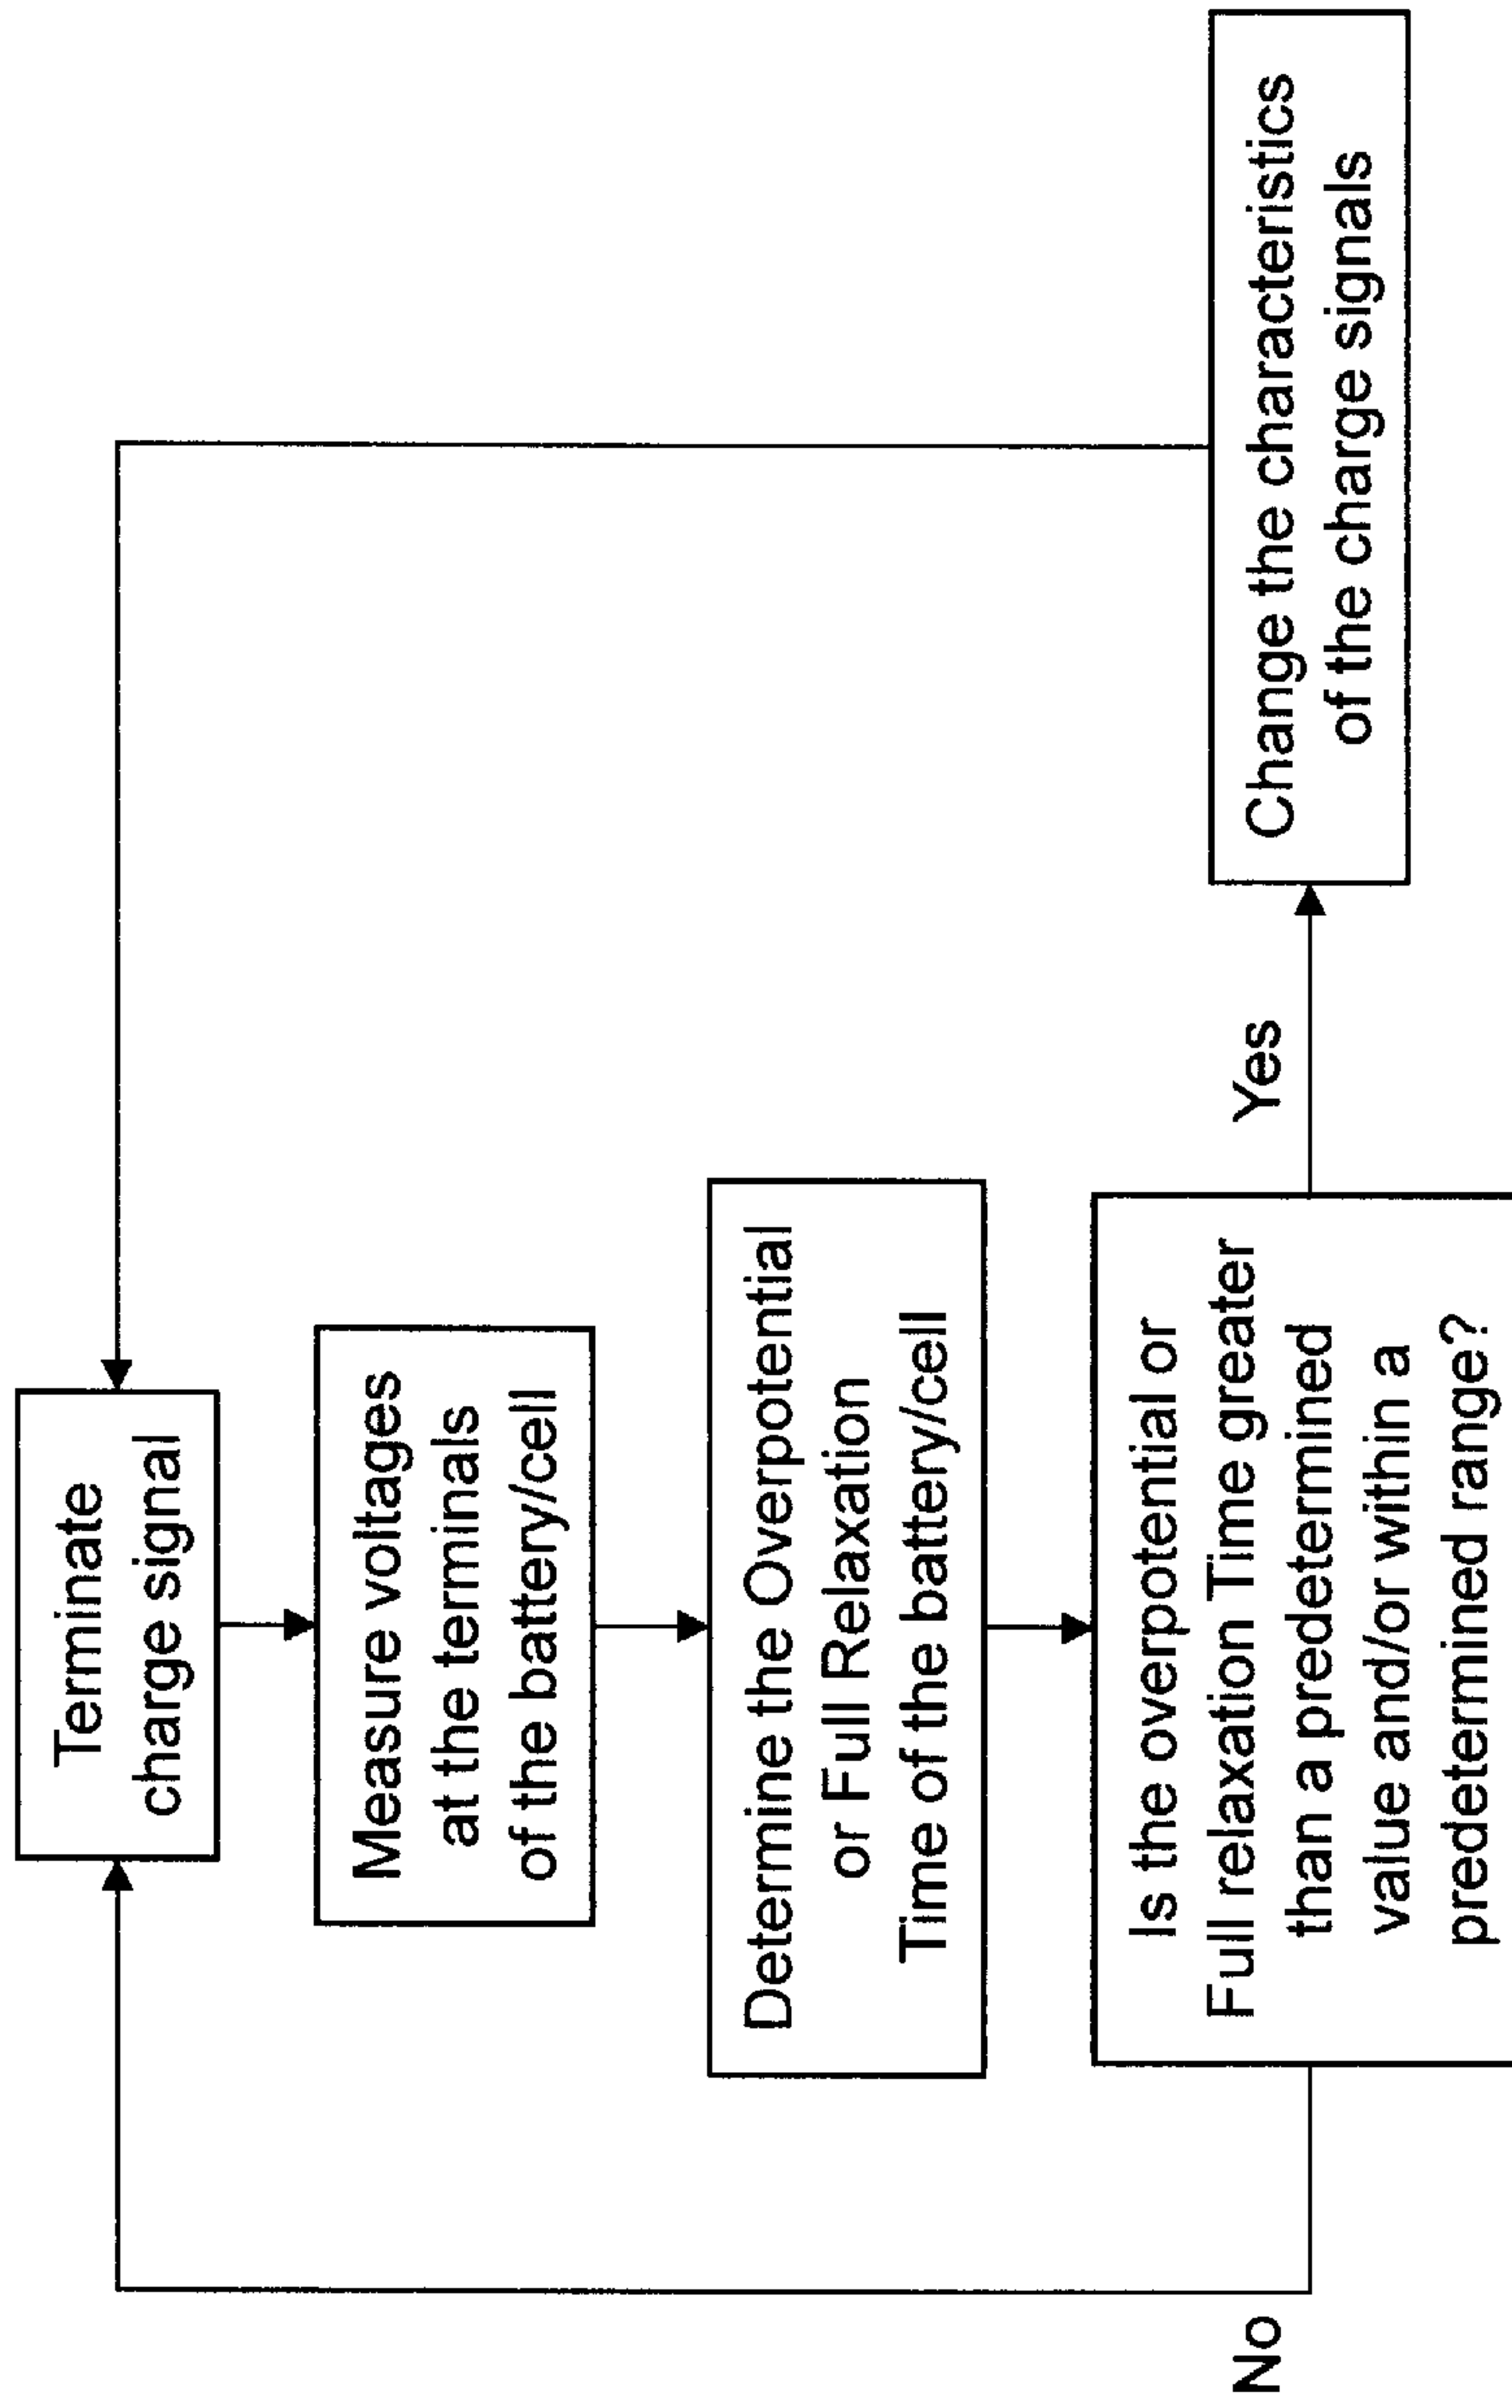 Terminate
charge signal
Measure voltages
at the terminals
of the battery/cell
Determine the Overpotential
or Full Relaxation
Time of the battery/cell
Is the overpotential or
Full relaxation Time greater
than a predetermined
value and/or within a
predetermined range?
No
Yes
Change the characteristics
of the charge signals